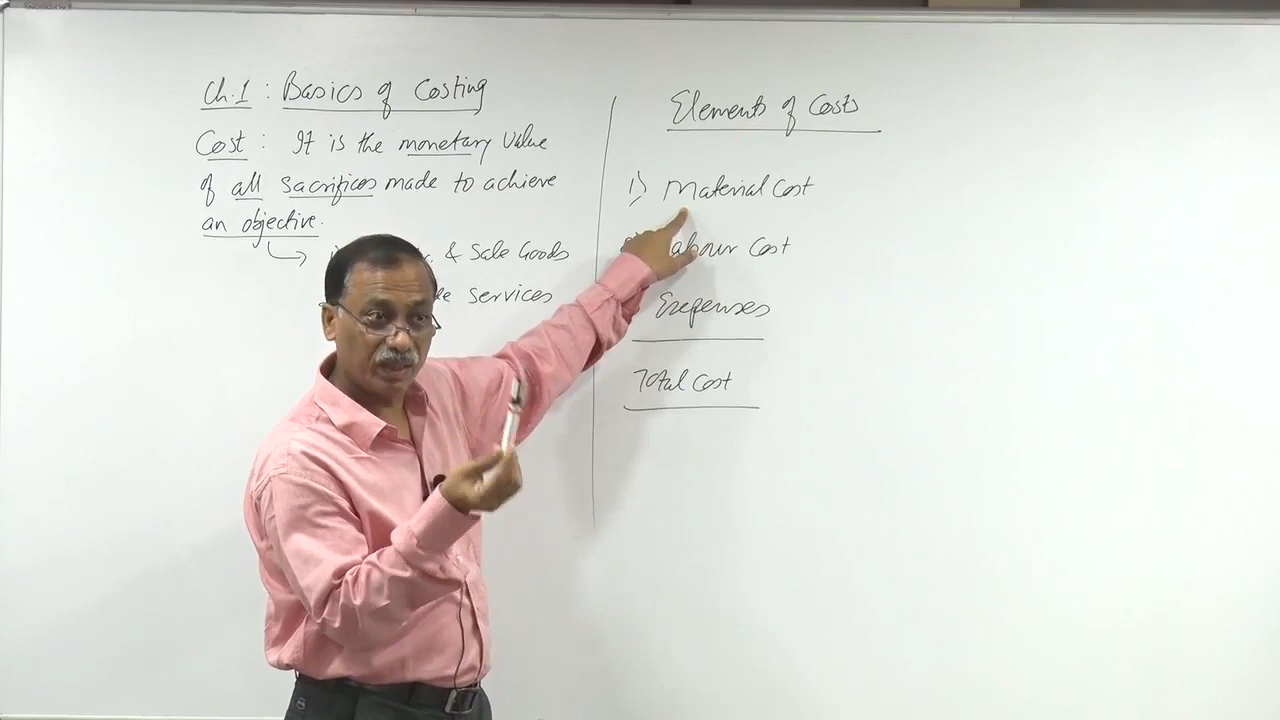 Ch.1 : Basics of Costing
Cost : It is the monetary value
of all sacrifices made to achieve
an objective.
& Sale Goods
services
Elements of Costs
1) Material Cost
Labour Cost
Expenses
Total Cost